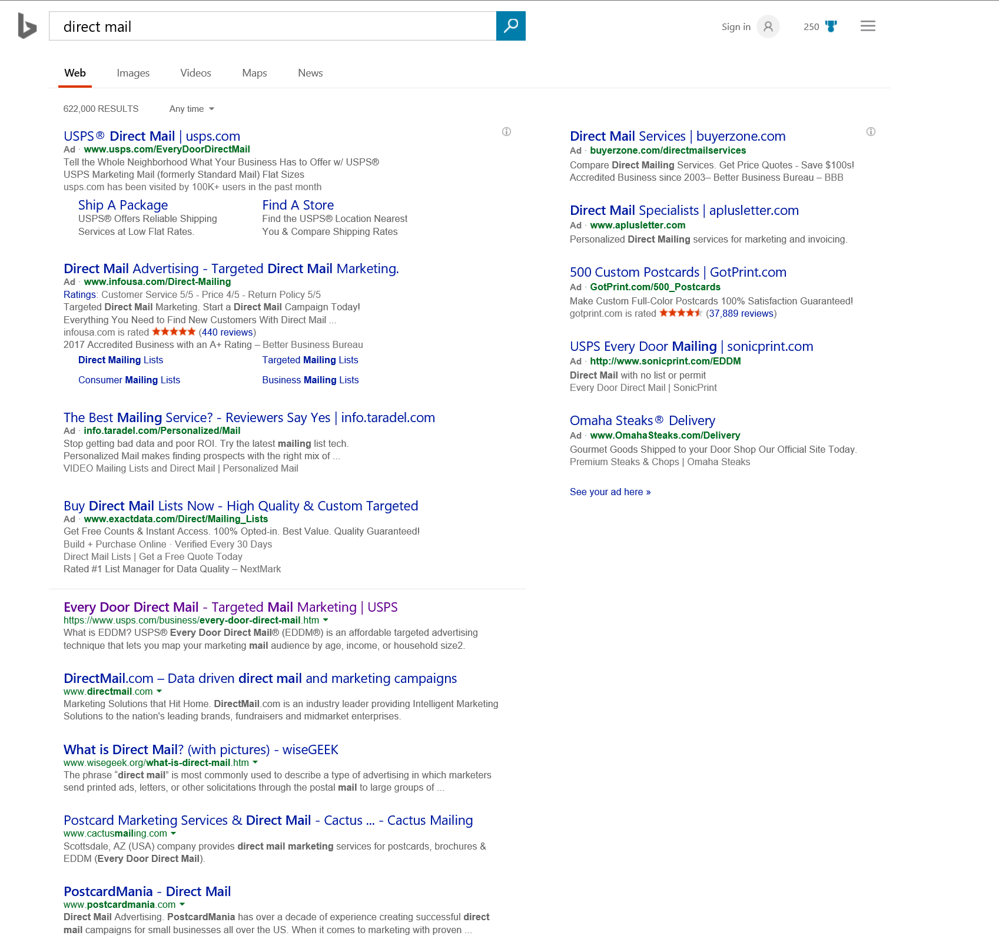 direct mail
Sign in
250
Web Images Videos Maps News
622,000 RESULTS Any time
USPS® Direct Mail | usps.com
Ad · www.usps.com/EveryDoorDirectMail
Tell the Whole Neighborhood What Your Business Has to Offer w/ USPS®
USPS Marketing Mail (formerly Standard Mail) Flat Sizes
usps.com has been visited by 100K+ users in the past month
Ship A Package
USPS® Offers Reliable Shipping
Services at Low Flat Rates.
Find A Store
Find the USPS® Location Nearest
You & Compare Shipping Rates
Direct Mail Advertising - Targeted Direct Mail Marketing.
Ad · www.infousa.com/Direct-Mailing
Ratings: Customer Service 5/5 - Price 4/5 - Return Policy 5/5
Targeted Direct Mail Marketing. Start a Direct Mail Campaign Today!
Everything You Need to Find New Customers With Direct Mail ...
infousa.com is rated ★★★★★ (440 reviews)
2017 Accredited Business with an A+ Rating – Better Business Bureau
Direct Mailing Lists
Targeted Mailing Lists
Consumer Mailing Lists
Business Mailing Lists
The Best Mailing Service? - Reviewers Say Yes | info.taradel.com
Ad · info.taradel.com/Personalized/Mail
Stop getting bad data and poor ROI. Try the latest mailing list tech.
Personalized Mail makes finding prospects with the right mix of ...
VIDEO Mailing Lists and Direct Mail | Personalized Mail
Buy Direct Mail Lists Now - High Quality & Custom Targeted
Ad · www.exactdata.com/Direct/Mailing_Lists
Get Free Counts & Instant Access. 100% Opted-in. Best Value. Quality Guaranteed!
Build + Purchase Online · Verified Every 30 Days
Direct Mail Lists | Get a Free Quote Today
Rated #1 List Manager for Data Quality – NextMark
Every Door Direct Mail - Targeted Mail Marketing | USPS
https://www.usps.com/business/every-door-direct-mail.htm
What is EDDM? USPS® Every Door Direct Mail® (EDDM®) is an affordable targeted advertising
technique that lets you map your marketing mail audience by age, income, or household size2.
DirectMail.com – Data driven direct mail and marketing campaigns
www.directmail.com
Marketing Solutions that Hit Home. DirectMail.com is an industry leader providing Intelligent Marketing
Solutions to the nation's leading brands, fundraisers and midmarket enterprises.
What is Direct Mail? (with pictures) - wiseGEEK
www.wisegeek.org/what-is-direct-mail.htm
The phrase “direct mail” is most commonly used to describe a type of advertising in which marketers
send printed ads, letters, or other solicitations through the postal mail to large groups of ...
Postcard Marketing Services & Direct Mail - Cactus ... - Cactus Mailing
www.cactusmailing.com
Scottsdale, AZ (USA) company provides direct mail marketing services for postcards, brochures &
EDDM (Every Door Direct Mail).
PostcardMania - Direct Mail
www.postcardmania.com
Direct Mail Advertising. PostcardMania has over a decade of experience creating successful direct
mail campaigns for small businesses all over the US. When it comes to marketing with proven ...
Direct Mail Services | buyerzone.com
Ad · buyerzone.com/directmailservices
Compare Direct Mailing Services. Get Price Quotes - Save $100s!
Accredited Business since 2003– Better Business Bureau – BBB
Direct Mail Specialists | aplusletter.com
Ad · www.aplusletter.com
Personalized Direct Mailing services for marketing and invoicing.
500 Custom Postcards | GotPrint.com
Ad · GotPrint.com/500_Postcards
Make Custom Full-Color Postcards 100% Satisfaction Guaranteed!
gotprint.com is rated ★★★★★ (37,889 reviews)
USPS Every Door Mailing | sonicprint.com
Ad · http://www.sonicprint.com/EDDM
Direct Mail with no list or permit
Every Door Direct Mail | SonicPrint
Omaha Steaks® Delivery
Ad · www.OmahaSteaks.com/Delivery
Gourmet Goods Shipped to your Door Shop Our Official Site Today.
Premium Steaks & Chops | Omaha Steaks
See your ad here »